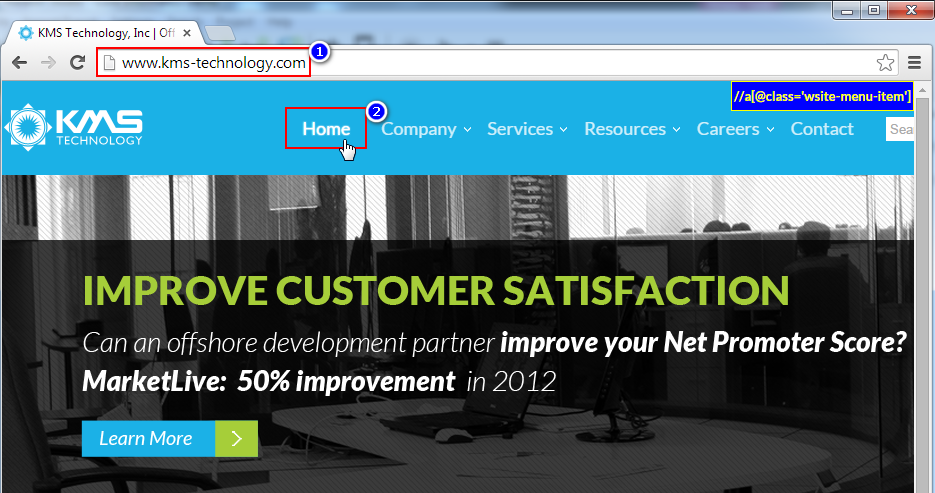 KMS Technology, Inc | Off
www.kms-technology.com
1
//a[@class='wsite-menu-item']
2
KMS
TECHNOLOGY
Home Company Services Resources Careers Contact Sea
IMPROVE CUSTOMER SATISFACTION
Can an offshore development partner improve your Net Promoter Score?
MarketLive: 50% improvement in 2012
Learn More